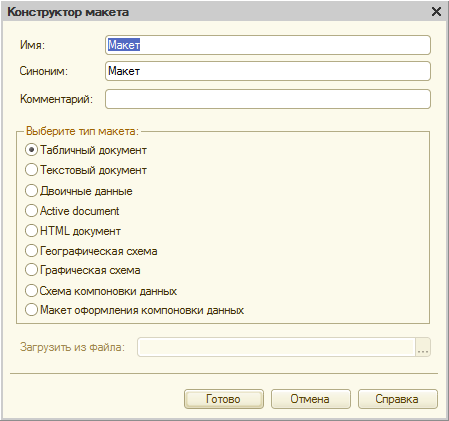 Конструктор макета
Имя: Макет
Синоним: Макет
Комментарий:
Выберите тип макета:
Табличный документ
Текстовый документ
Двоичные данные
Active document
HTML документ
Географическая схема
Графическая схема
Схема компоновки данных
Макет оформления компоновки данных
Загрузить из файла: ...
Готово Отмена Справка